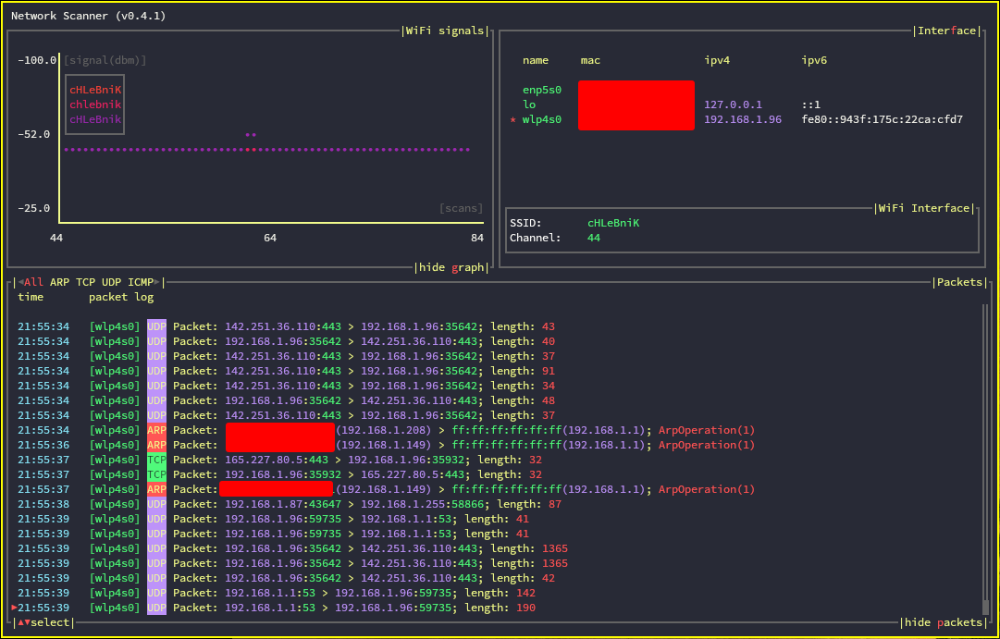 Network Scanner (v0.4.1)
|WiFi signals|
-100.0 [signal(dbm)]
cHLeBniK
chlebnik
cHLeBnik
-52.0
-25.0 [scans]
44 64 84
|hide graph|
|Interface|
name mac ipv4 ipv6
enp5s0
lo 127.0.0.1 ::1
* wlp4s0 192.168.1.96 fe80::943f:175c:22ca:cfd7
|WiFi Interface|
SSID: cHLeBniK
Channel: 44
|◀All ARP TCP UDP ICMP▶| |Packets|
time packet log
21:55:34 [wlp4s0] UDP Packet: 142.251.36.110:443 > 192.168.1.96:35642; length: 43
21:55:34 [wlp4s0] UDP Packet: 192.168.1.96:35642 > 142.251.36.110:443; length: 40
21:55:34 [wlp4s0] UDP Packet: 142.251.36.110:443 > 192.168.1.96:35642; length: 37
21:55:34 [wlp4s0] UDP Packet: 142.251.36.110:443 > 192.168.1.96:35642; length: 91
21:55:34 [wlp4s0] UDP Packet: 142.251.36.110:443 > 192.168.1.96:35642; length: 34
21:55:34 [wlp4s0] UDP Packet: 192.168.1.96:35642 > 142.251.36.110:443; length: 48
21:55:34 [wlp4s0] UDP Packet: 142.251.36.110:443 > 192.168.1.96:35642; length: 37
21:55:34 [wlp4s0] ARP Packet: (192.168.1.208) > ff:ff:ff:ff:ff:ff(192.168.1.1); ArpOperation(1)
21:55:36 [wlp4s0] ARP Packet: (192.168.1.149) > ff:ff:ff:ff:ff:ff(192.168.1.1); ArpOperation(1)
21:55:37 [wlp4s0] TCP Packet: 165.227.80.5:443 > 192.168.1.96:35932; length: 32
21:55:37 [wlp4s0] TCP Packet: 192.168.1.96:35932 > 165.227.80.5:443; length: 32
21:55:37 [wlp4s0] ARP Packet: (192.168.1.149) > ff:ff:ff:ff:ff:ff(192.168.1.1); ArpOperation(1)
21:55:38 [wlp4s0] UDP Packet: 192.168.1.87:43647 > 192.168.1.255:58866; length: 87
21:55:39 [wlp4s0] UDP Packet: 192.168.1.96:59735 > 192.168.1.1:53; length: 41
21:55:39 [wlp4s0] UDP Packet: 192.168.1.96:59735 > 192.168.1.1:53; length: 41
21:55:39 [wlp4s0] UDP Packet: 192.168.1.96:35642 > 142.251.36.110:443; length: 1365
21:55:39 [wlp4s0] UDP Packet: 192.168.1.96:35642 > 142.251.36.110:443; length: 1365
21:55:39 [wlp4s0] UDP Packet: 192.168.1.96:35642 > 142.251.36.110:443; length: 42
21:55:39 [wlp4s0] UDP Packet: 192.168.1.1:53 > 192.168.1.96:59735; length: 142
▶21:55:39 [wlp4s0] UDP Packet: 192.168.1.1:53 > 192.168.1.96:59735; length: 190
|▲▼select| |hide packets|